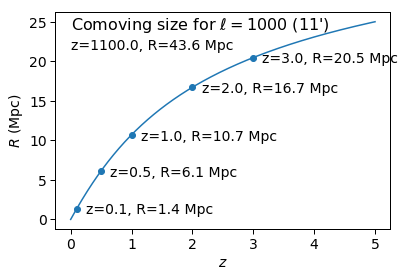 Comoving size for ℓ = 1000 (11')
z=1100.0, R=43.6 Mpc
z=3.0, R=20.5 Mpc
z=2.0, R=16.7 Mpc
z=1.0, R=10.7 Mpc
z=0.5, R=6.1 Mpc
z=0.1, R=1.4 Mpc
R (Mpc)
25
20
15
10
5
0
0 1 2 3 4 5
z